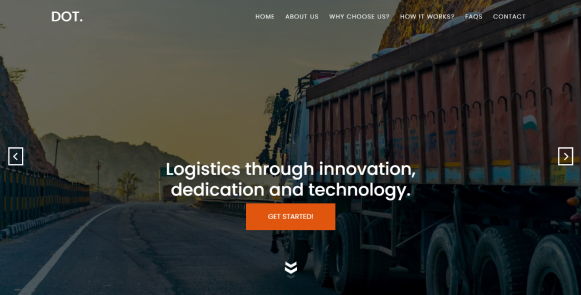 DOT.
HOME ABOUT US WHY CHOOSE US? HOW IT WORKS? FAQS CONTACT
Logistics through innovation,
dedication and technology.
GET STARTED!